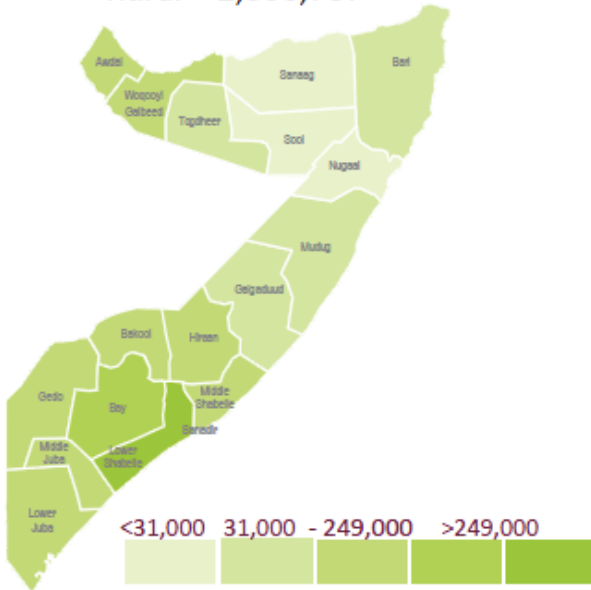 Awdal
Woqooyi
Galbeed
Togdheer
Sanaag
Bari
Sool
Nugaal
Mudug
Galgaduud
Bakool
Hiraan
Gedo
Bay
Middle
Shabelle
Banadir
Middle
Juba
Lower
Shabelle
Lower
Juba
<31,000 31,000 - 249,000 >249,000